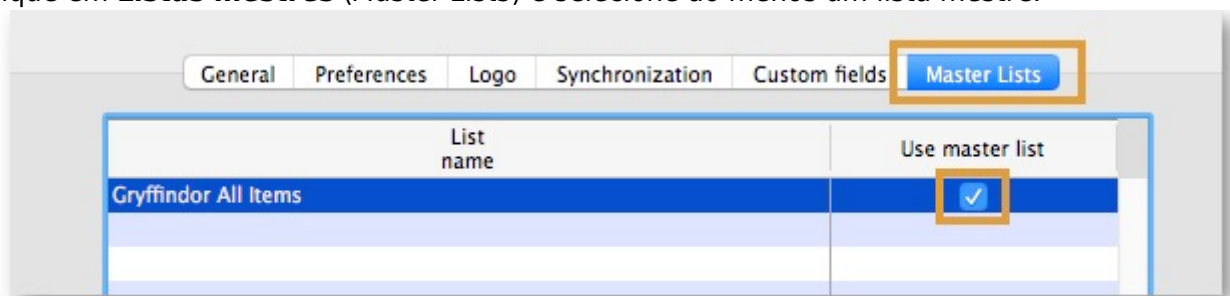 ique em Listas mestres (Master Lists) e selecione ao menos um lista mestre.
General Preferences Logo Synchronization Custom fields Master Lists
List
name
Use master list
Gryffindor All Items